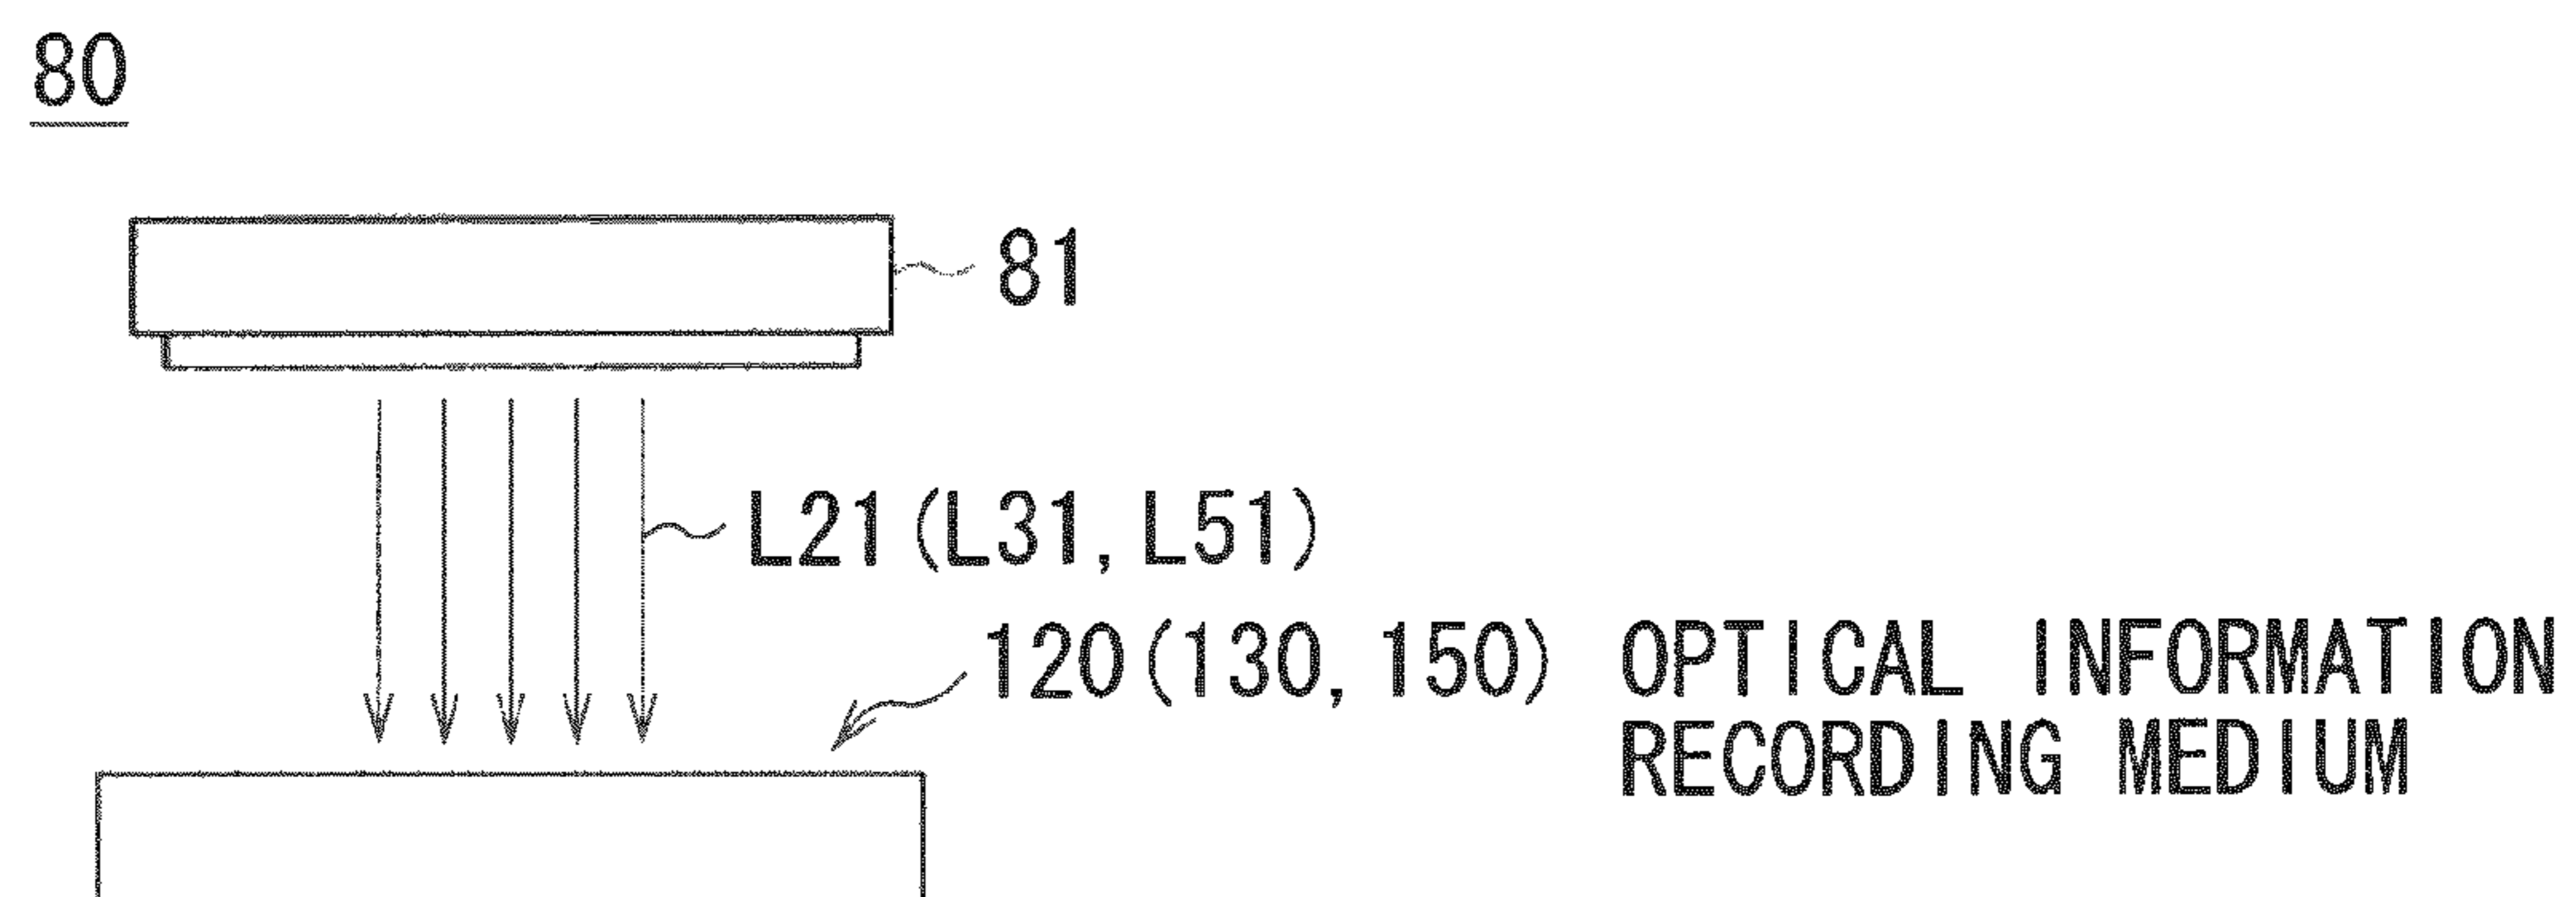 80
81
L21(L31, L51)
120(130, 150) OPTICAL INFORMATION
RECORDING MEDIUM